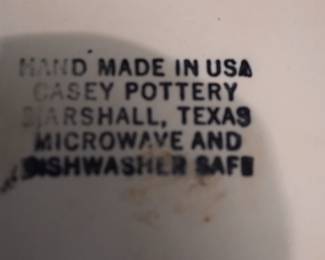 HAND MADE IN USA
CASEY POTTERY
MARSHALL, TEXAS
MICROWAVE AND
DISHWASHER SAFE